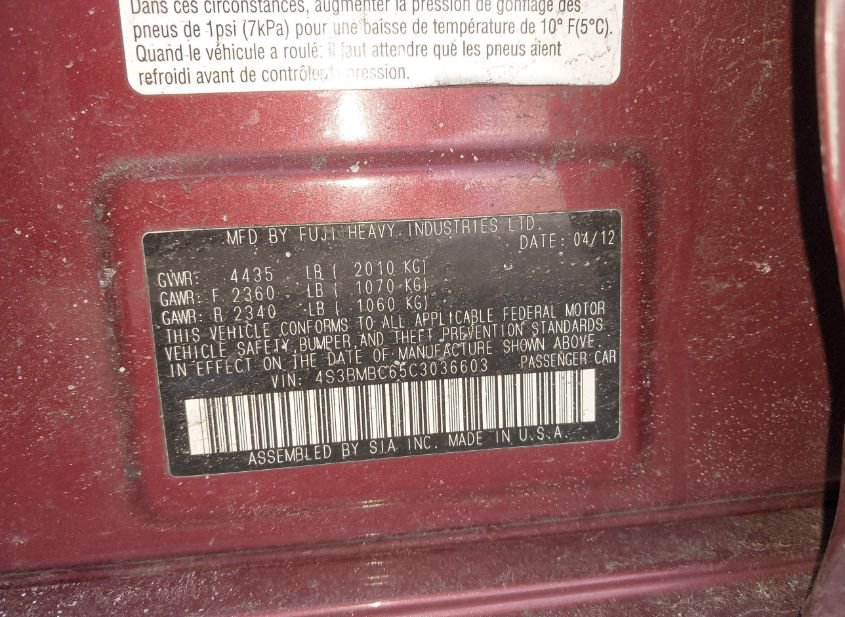 Dans ces circonstances, augmenter la pression de gonflage des
pneus de 1psi (7kPa) pour une baisse de température de 10° F(5°C).
Quand le véhicule a roulé, il faut attendre que les pneus aient
refroidi avant de contrôler pression.
MFD BY FUJI HEAVY INDUSTRIES LTD.
DATE: 04/12
GVWR: 4435 LB ( 2010 KG)
GAWR: F 2360 LB ( 1070 KG)
GAWR: R 2340 LB ( 1060 KG)
THIS VEHICLE CONFORMS TO ALL APPLICABLE FEDERAL MOTOR
VEHICLE SAFETY, BUMPER, AND THEFT PREVENTION STANDARDS
IN EFFECT ON THE DATE OF MANUFACTURE SHOWN ABOVE.
VIN: 4S3BMBC65C3036603 PASSENGER CAR
ASSEMBLED BY S.I.A. INC. MADE IN U.S.A.